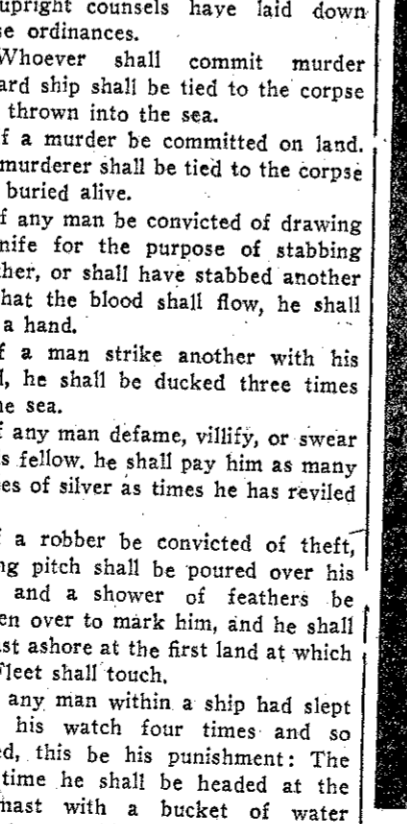 upright counsels have laid down
se ordinances.
Whoever shall commit murder
ard ship shall be tied to the corpse
thrown into the sea.
f a murder be committed on land.
murderer shall be tied to the corpse
buried alive.
f any man be convicted of drawing
nife for the purpose of stabbing
ther, or shall have stabbed another
hat the blood shall flow, he shall
a hand.
f a man strike another with his
d, he shall be ducked three times
he sea.
f any man defame, villify, or swear
s fellow. he shall pay him as many
es of silver as times he has reviled
f a robber be convicted of theft,
ng pitch shall be poured over his
and a shower of feathers be
en over to mark him, and he shall
st ashore at the first land at which
Fleet shall touch.
any man within a ship had slept
his watch four times and so
ed, this be his punishment: The
time he shall be headed at the
mast with a bucket of water